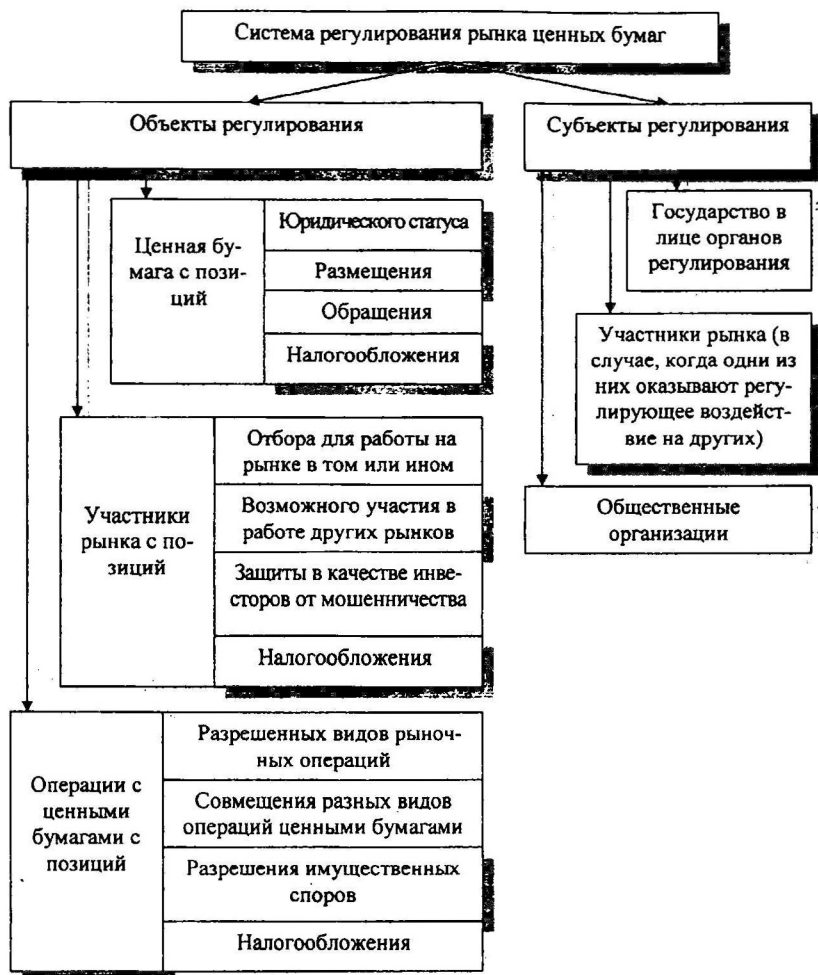 Система регулирования рынка ценных бумаг
Объекты регулирования
Субъекты регулирования
Ценная бу-
мага с пози-
ций
Юридического статуса
Размещения
Обращения
Налогообложения
Государство в
лице органов
регулирования
Участники рынка (в
случае, когда одни из
них оказывают регу-
лирующее воздейст-
вие на других)
Общественные
организации
Участники
рынка с по-
зиций
Отбора для работы на
рынке в том или ином
Возможного участия в
работе других рынков
Защиты в качестве инве-
сторов от мошенничества
Налогообложения
Операции с
ценными
бумагами с
позиций
Разрешенных видов рыноч-
ных операций
Совмещения разных видов
операций ценными бумагами
Разрешения имущественных
споров
Налогообложения